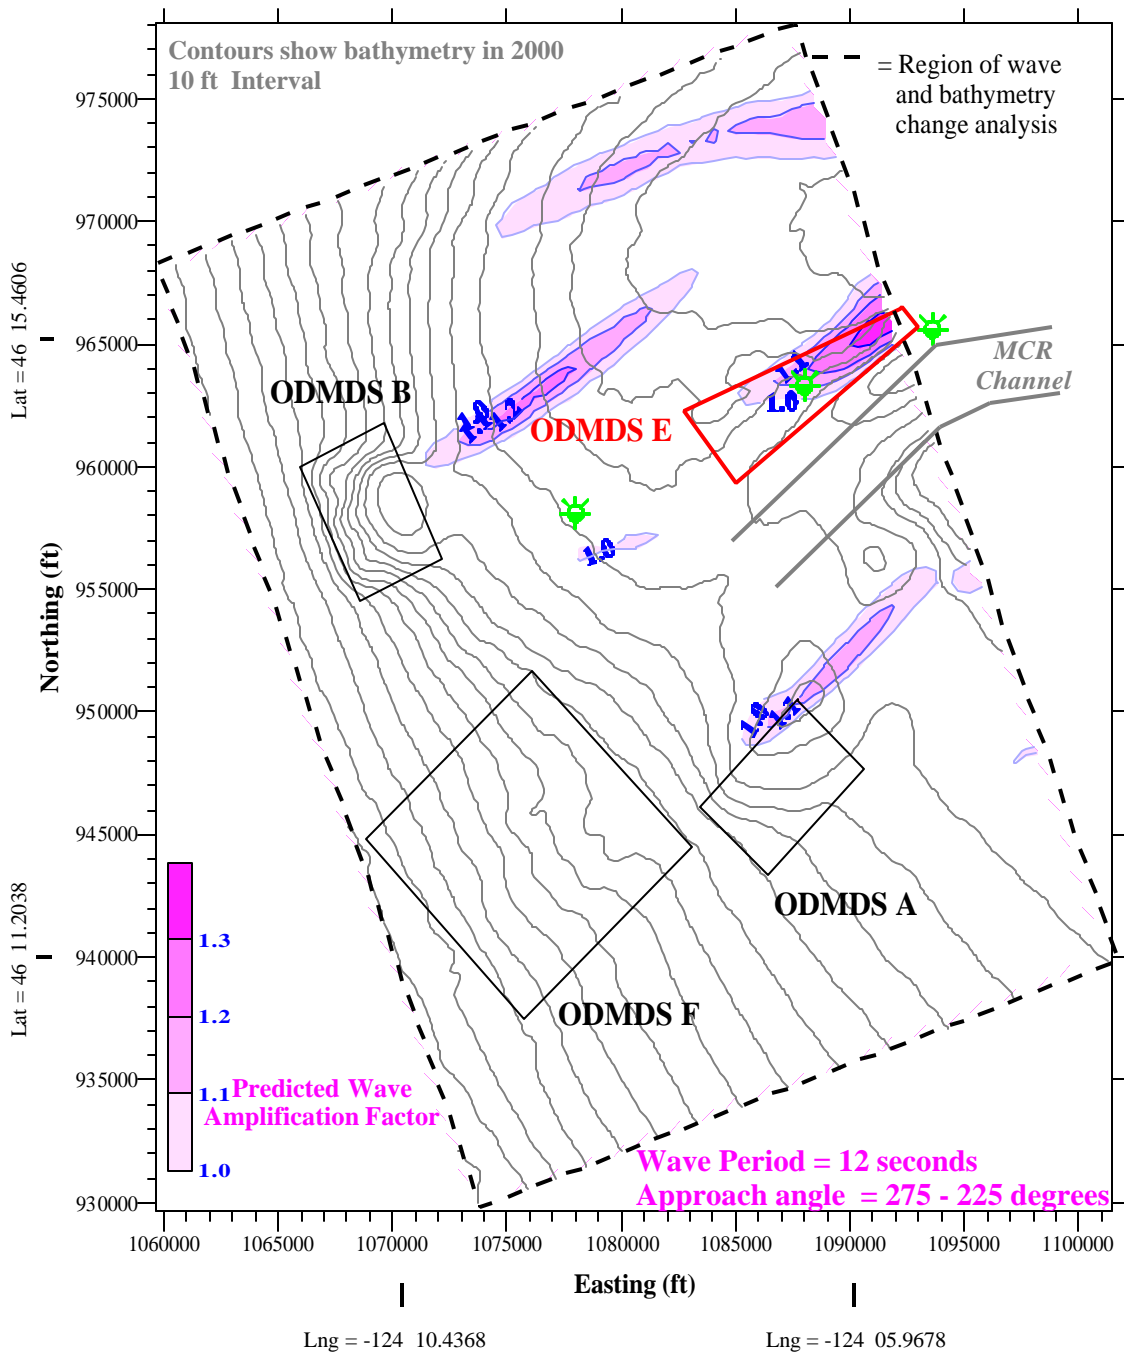 Contours show bathymetry in 2000
10 ft Interval
= Region of wave
and bathymetry
change analysis
975000
970000
965000
960000
955000
950000
945000
940000
935000
930000
Northing (ft)
Lat = 46 15.4606
Lat = 46 11.2038
ODMDS B
ODMDS E
MCR
Channel
1.0
1.0
1.0
ODMDS A
ODMDS F
1.3
1.2
1.1
1.0
Predicted Wave
Amplification Factor
Wave Period = 12 seconds
Approach angle = 275 - 225 degrees
1060000 1065000 1070000 1075000 1080000 1085000 1090000 1095000 1100000
Easting (ft)
Lng = -124 10.4368
Lng = -124 05.9678